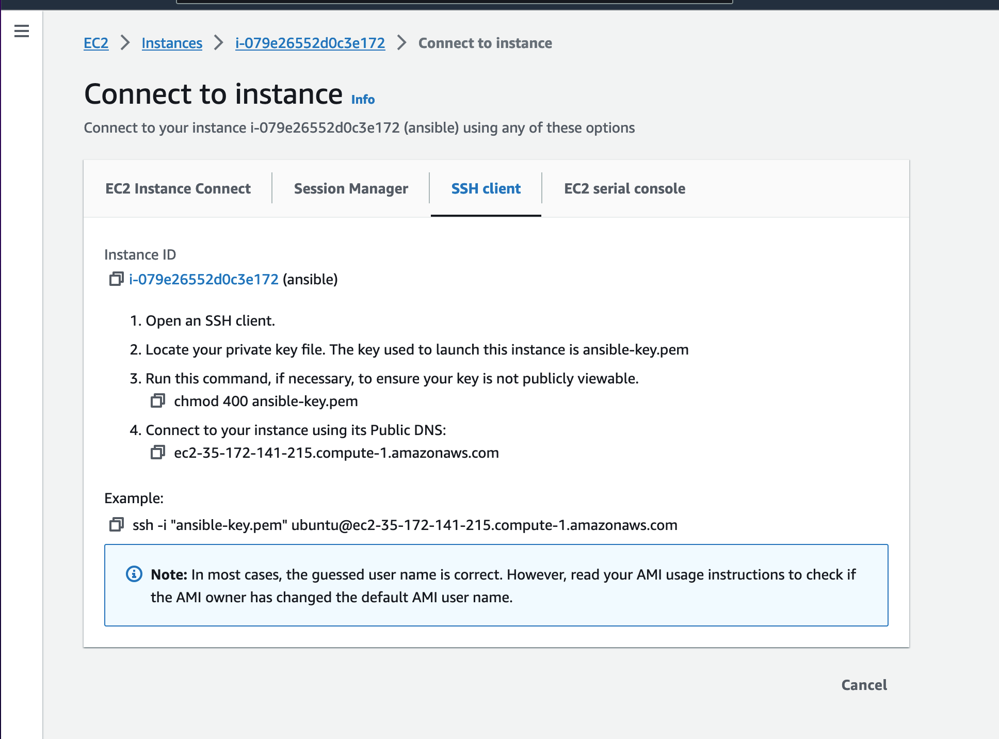 EC2 > Instances > i-079e26552d0c3e172 > Connect to instance
Connect to instance Info
Connect to your instance i-079e26552d0c3e172 (ansible) using any of these options
EC2 Instance Connect Session Manager SSH client EC2 serial console
Instance ID
i-079e26552d0c3e172 (ansible)
1. Open an SSH client.
2. Locate your private key file. The key used to launch this instance is ansible-key.pem
3. Run this command, if necessary, to ensure your key is not publicly viewable.
chmod 400 ansible-key.pem
4. Connect to your instance using its Public DNS:
ec2-35-172-141-215.compute-1.amazonaws.com
Example:
ssh -i "ansible-key.pem" ubuntu@ec2-35-172-141-215.compute-1.amazonaws.com
Note: In most cases, the guessed user name is correct. However, read your AMI usage instructions to check if
the AMI owner has changed the default AMI user name.
Cancel